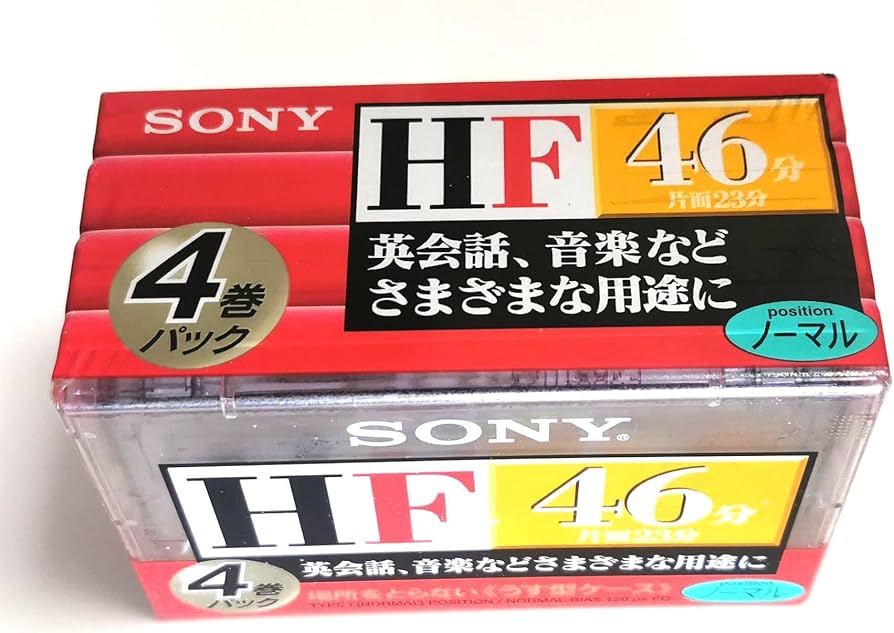 SONY
HF 46分
片面23分
英会話、音楽など
さまざまな用途に
4巻
パック
position
ノーマル
SONY®
HF 46分
片面23分
英会話、音楽などさまざまな用途に
4巻
パック
場所をとらない《うす型ケース》
position
ノーマル
TYPE I (NORMAL) POSITION / NORMAL BIAS 120 μs EQ